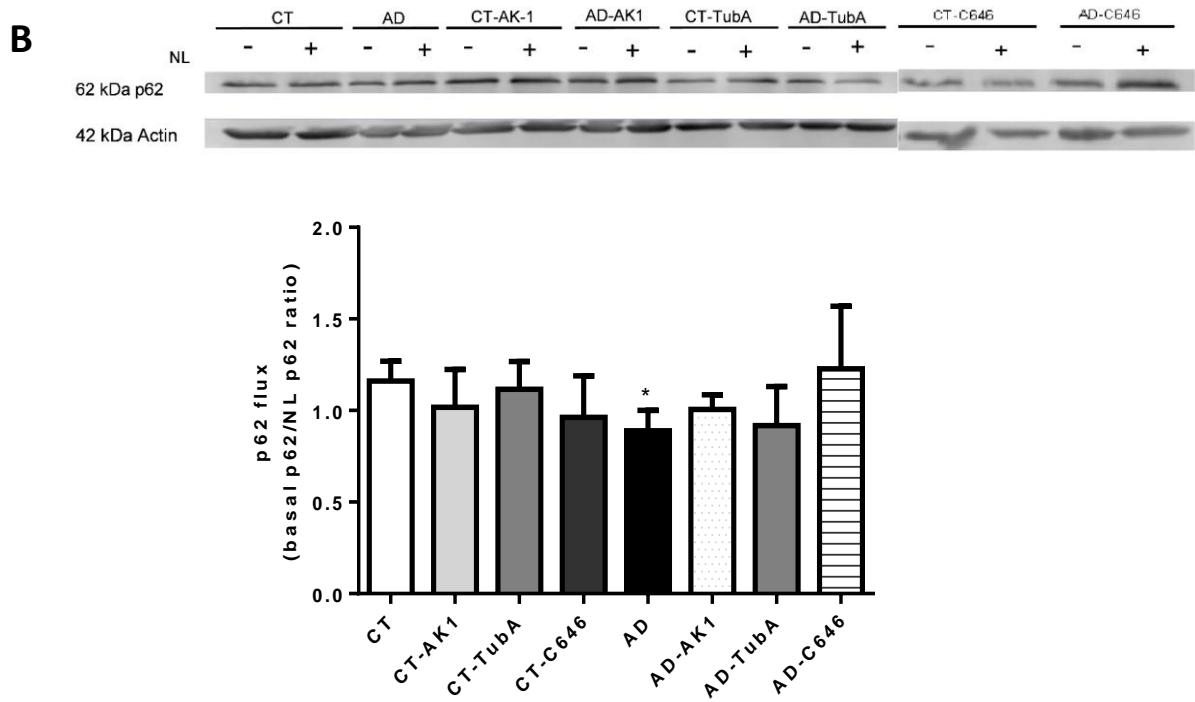 B
CT AD CT-AK-1 AD-AK1 CT-TubA AD-TubA CT-C646 AD-C646
NL - + - + - + - + - + - + - + - +
62 kDa p62
42 kDa Actin
p62 flux
(basal p62/NL p62 ratio)
2.0
1.5
1.0
0.5
0.0
*
CT
CT-AK1
CT-TubA
CT-C646
AD
AD-AK1
AD-TubA
AD-C646